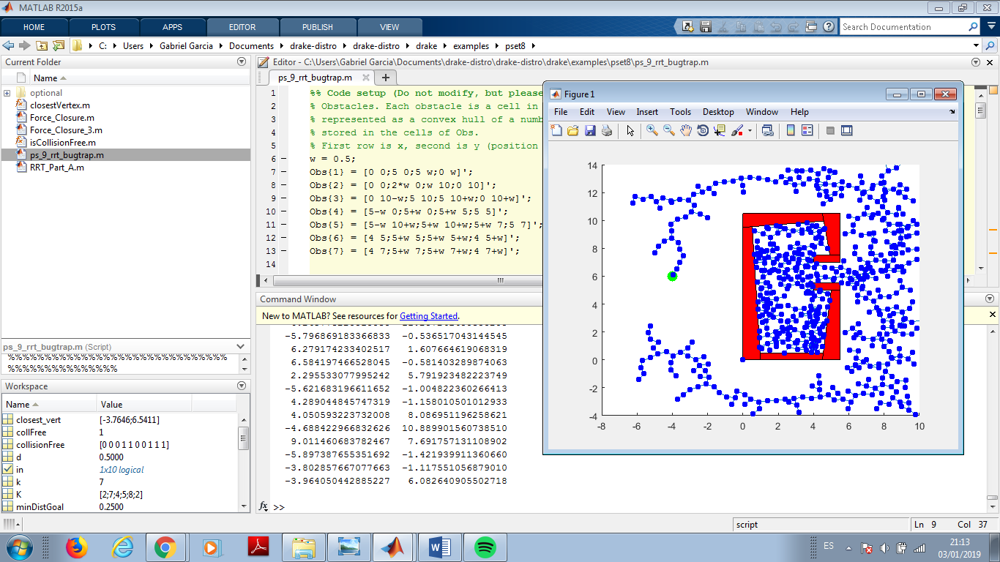 MATLAB R2015a
HOME PLOTS APPS EDITOR PUBLISH VIEW
Search Documentation
C: Users Gabriel Garcia Documents drake-distro drake-distro drake examples pset8
Current Folder
Name
optional
closestVertex.m
Force_Closure.m
Force_Closure_3.m
isCollisionFree.m
ps_9_rrt_bugtrap.m
RRT_Part_A.m
ps_9_rrt_bugtrap.m (Script)
%%%%%%%%%%%%%%%
Workspace
Name Value
closest_vert [-3.7646;6.5411]
collFree 1
collisionFree [0 0 0 1 1 0 0 1 1 1]
d 0.5000
in 1x10 logical
k 7
K [2;7;4;5;8;2]
minDistGoal 0.2500
Editor - C:\Users\Gabriel Garcia\Documents\drake-distro\drake-distro\drake\examples\pset8\ps_9_rrt_bugtrap.m
ps_9_rrt_bugtrap.m
1 %% Code setup (Do not modify, but please
2 % Obstacles. Each obstacle is a cell in
3 % represented as a convex hull of a numb
4 % stored in the cells of Obs.
5 % First row is x, second is y (position
6 w = 0.5;
7 Obs{1} = [0 0;5 0;5 w;0 w]';
8 Obs{2} = [0 0;2*w 0;w 10;0 10]';
9 Obs{3} = [0 10-w;5 10;5 10+w;0 10+w]';
10 Obs{4} = [5-w 0;5+w 0;5+w 5;5 5]';
11 Obs{5} = [5-w 10+w;5+w 10+w;5+w 7;5 7]';
12 Obs{6} = [4 5;5+w 5;5+w 5+w;4 5+w]';
13 Obs{7} = [4 7;5+w 7;5+w 7+w;4 7+w]';
14
Command Window
New to MATLAB? See resources for Getting Started.
-5.796869183366833 -0.536517043144545
6.279174233402517 1.607664619068319
6.584197466528045 -0.581403289874063
2.295533077995242 5.791923482223749
-5.621683196611652 -1.004822360266413
4.289044845747319 -1.158010501012933
4.050593223732008 8.086951196258621
-4.688422966832626 10.889901560738510
9.011460683782467 7.691757131108902
-5.897387655351692 -1.421939911360660
-3.802857667077663 -1.117551056879010
-3.964050442885227 6.082640905502718
fx >>
Figure 1
File Edit View Insert Tools Desktop Window Help
14
12
10
8
6
4
2
0
-2
-4
-8 -6 -4 -2 0 2 4 6 8 10
script Ln 9 Col 37
ES 21:13
03/01/2019